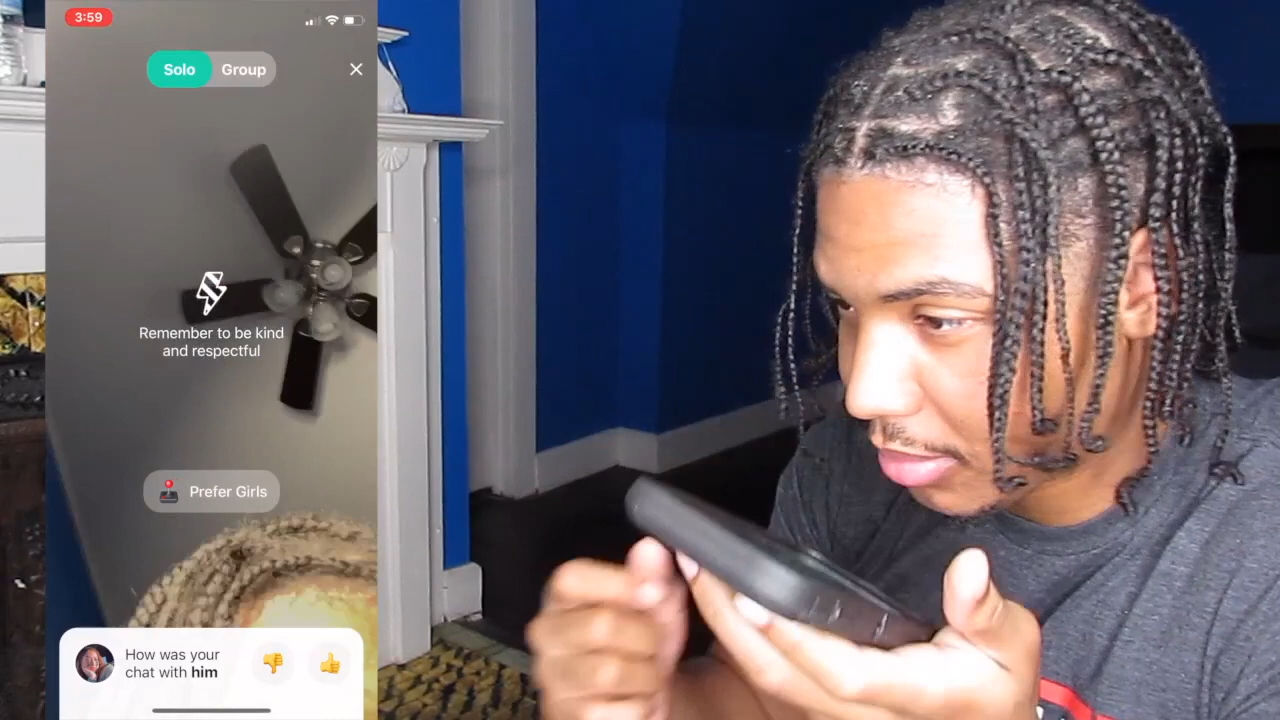 3:59
Solo
Group
Remember to be kind
and respectful
Prefer Girls
How was your
chat with him